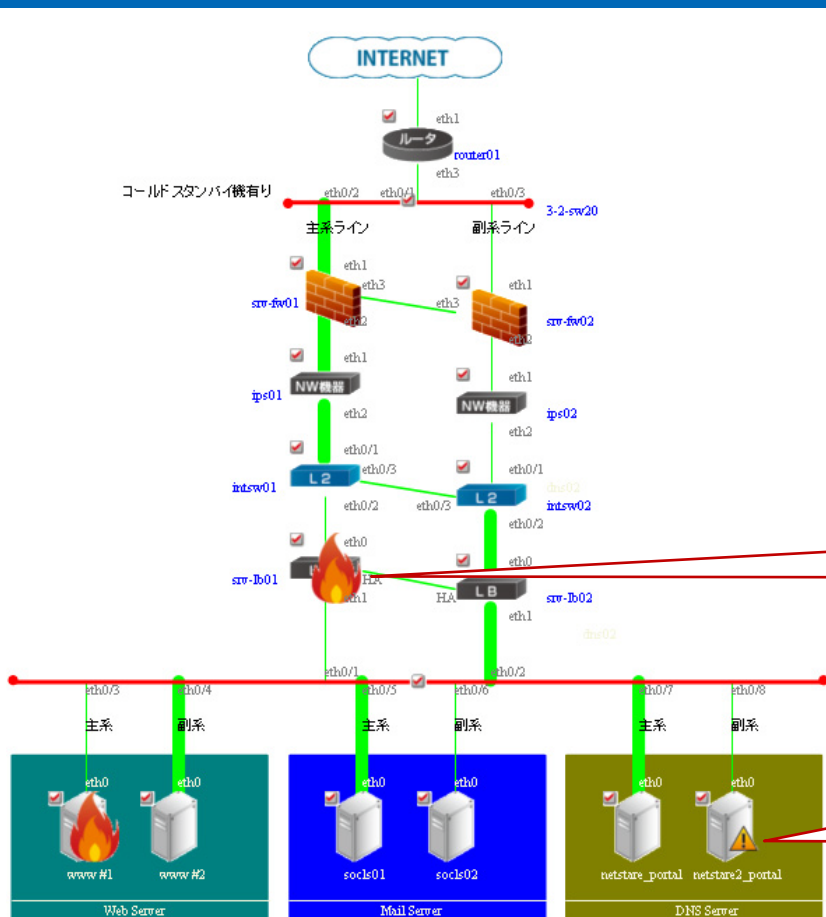 INTERNET
eth1
ルータ
router01
eth3
コールドスタンバイ機有り
eth0/2
eth0/1
eth0/3
3-2-sw20
主系ライン
副系ライン
eth1
eth3
eth1
eth3
srv-fw01
eth2
srv-fw02
eth2
eth1
NW機器
eth1
ips01
NW機器
eth2
ips02
eth2
eth0/1
L2
eth0/3
eth0/1
intsw01
L2
dns02
eth0/2
eth0/3
intsw02
eth0/2
eth0
eth0
srv-lb01
HA
LB
eth1
HA
srv-lb02
eth1
dns02
eth0/1
eth0/2
eth0/3
eth0/4
eth0/5
eth0/6
eth0/7
eth0/8
主系
副系
主系
副系
主系
副系
eth0
eth0
eth0
eth0
eth0
eth0
www#1
www#2
socls01
socls02
netstare_portal
netstare2_portal
Web Server
Mail Server
DNS Server